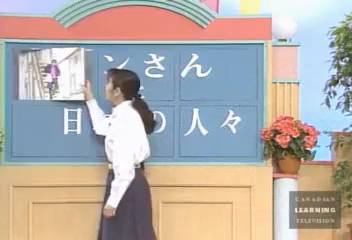 ンさん
日 の人々
CANADIAN
LEARNING
TELEVISION